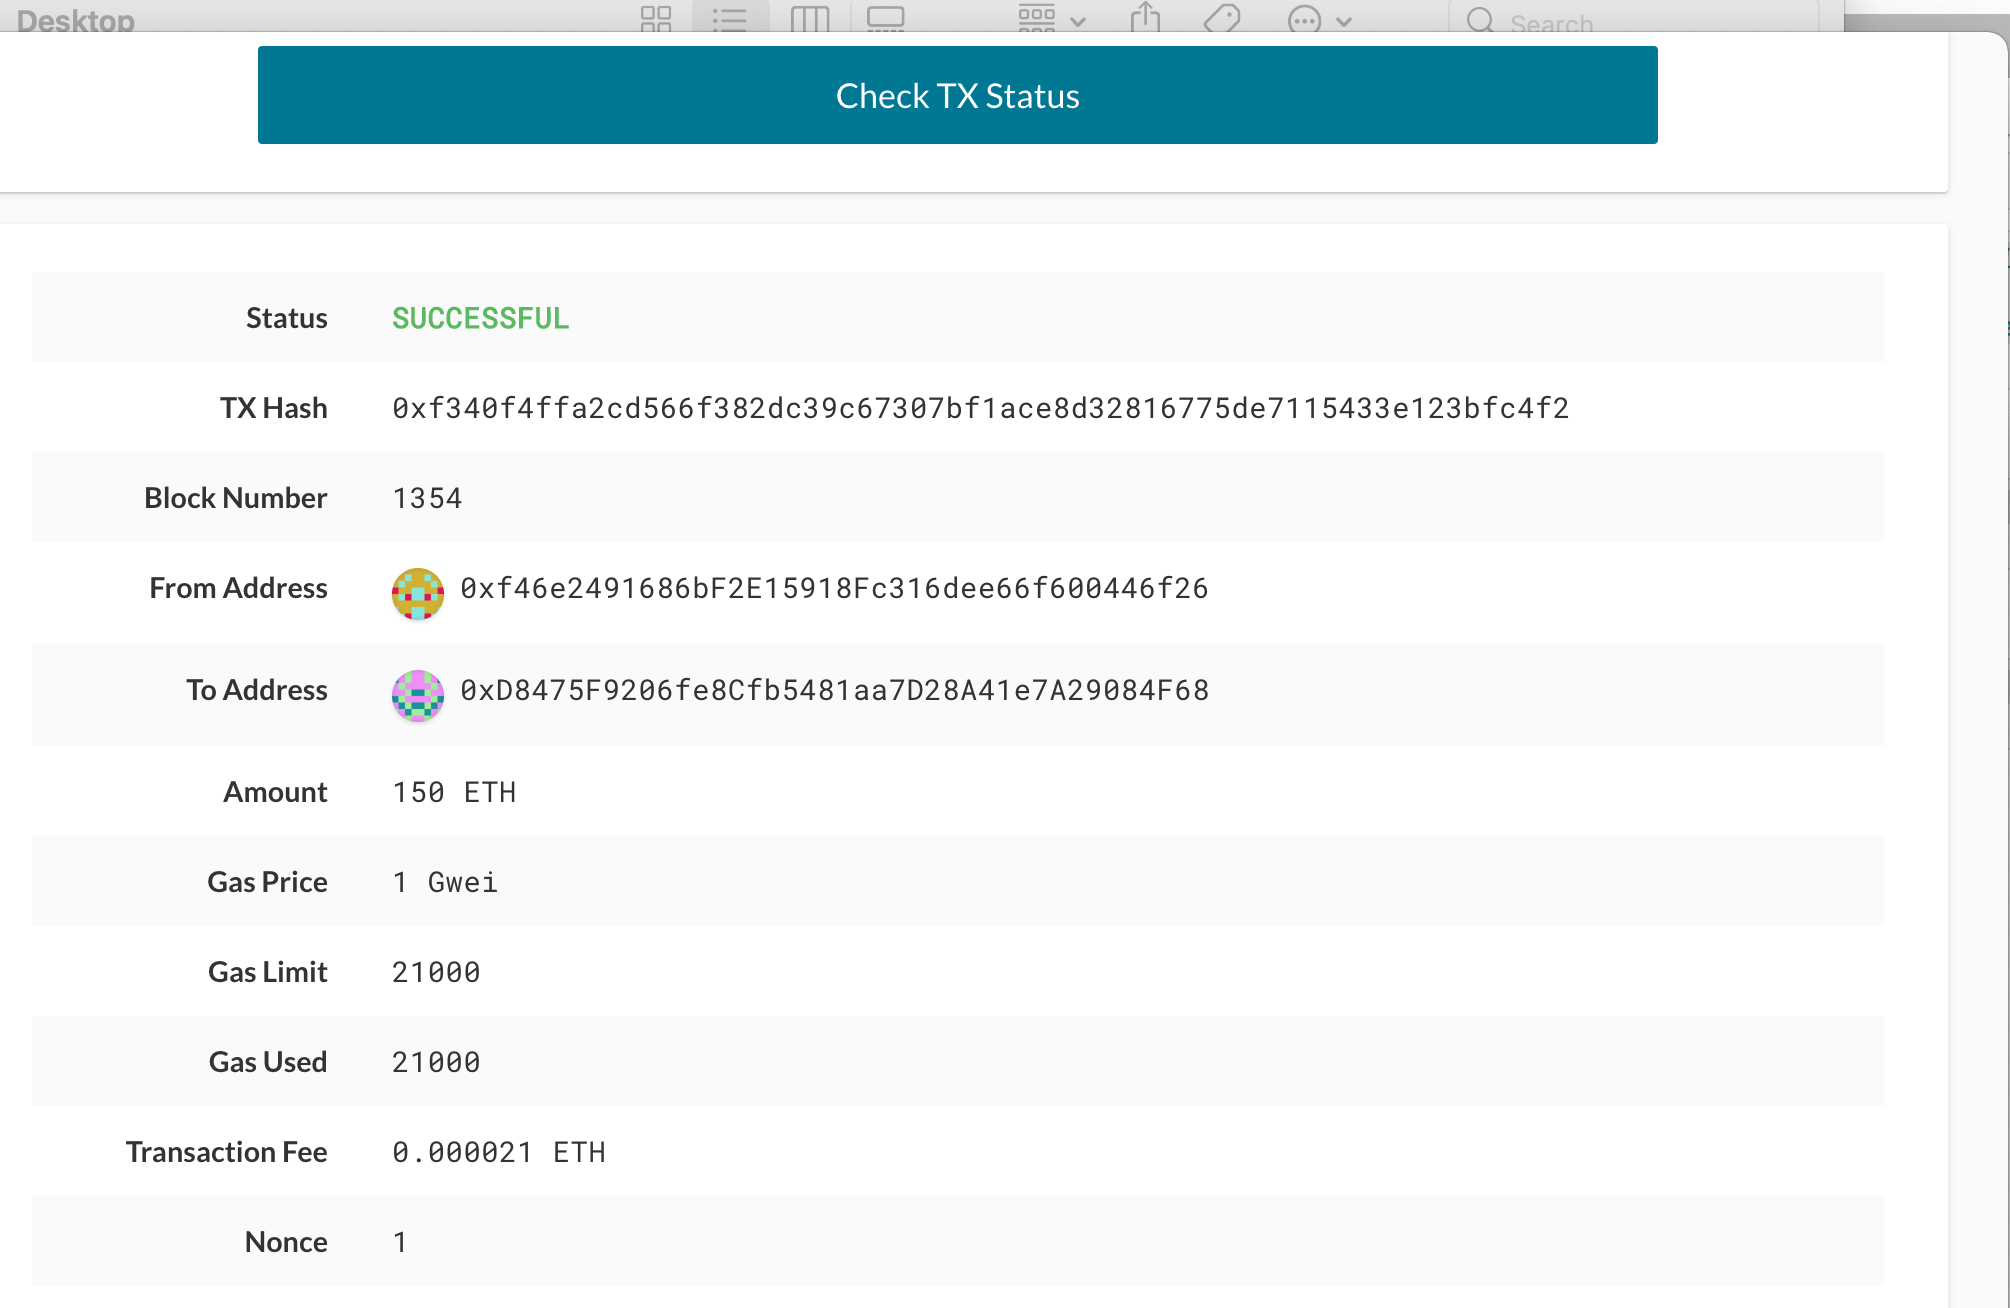 Desktop
Search
Check TX Status
Status SUCCESSFUL
TX Hash 0xf340f4ffa2cd566f382dc39c67307bf1ace8d32816775de7115433e123bfc4f2
Block Number 1354
From Address 0xf46e2491686bF2E15918Fc316dee66f600446f26
To Address 0xD8475F9206fe8Cfb5481aa7D28A41e7A29084F68
Amount 150 ETH
Gas Price 1 Gwei
Gas Limit 21000
Gas Used 21000
Transaction Fee 0.000021 ETH
Nonce 1